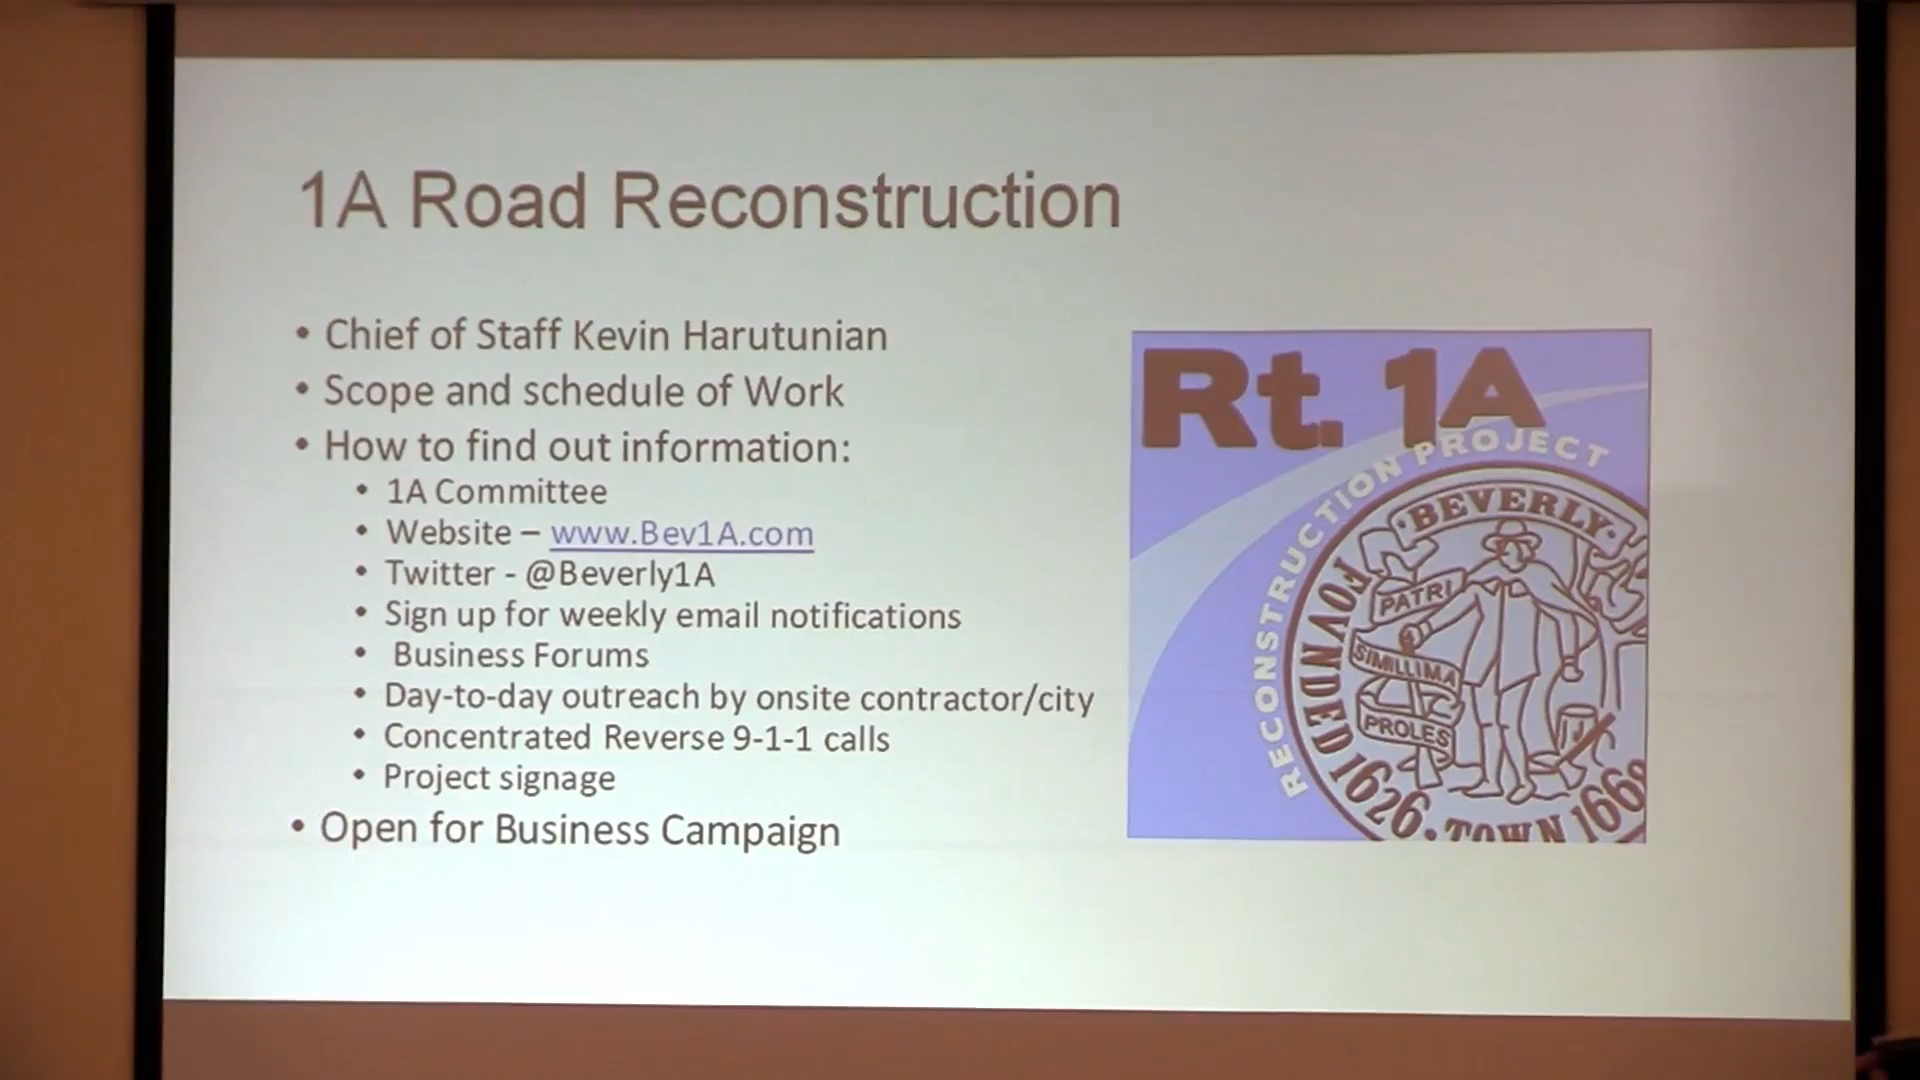 1A Road Reconstruction
• Chief of Staff Kevin Harutunian
• Scope and schedule of Work
• How to find out information:
• 1A Committee
• Website – www.Bev1A.com
• Twitter - @Beverly1A
• Sign up for weekly email notifications
• Business Forums
• Day-to-day outreach by onsite contractor/city
• Concentrated Reverse 9-1-1 calls
• Project signage
• Open for Business Campaign
Rt. 1A
RECONSTRUCTION PROJECT
·BEVERLY·
PATRI
SIMILLIMA
PROLES
FOVNDED 1626 · TOWN 1668